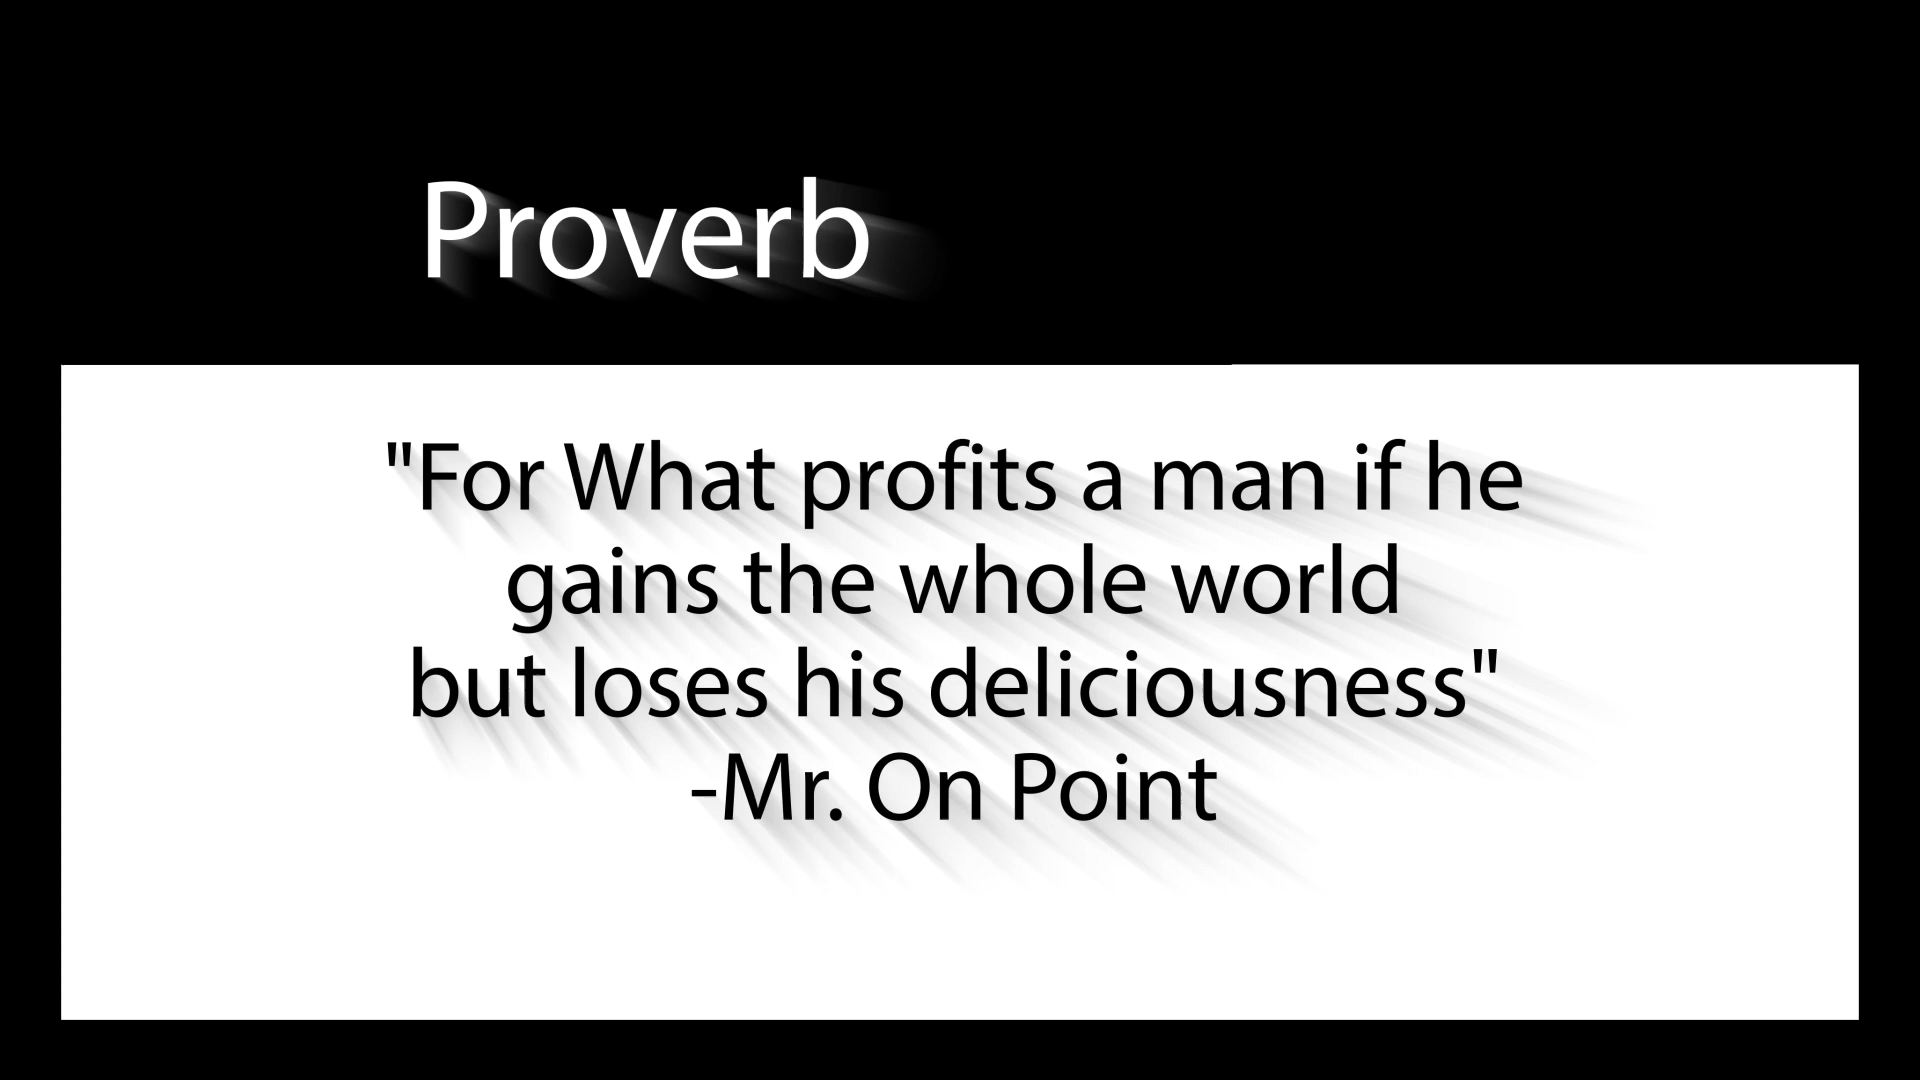 Proverb
"For What profits a man if he
gains the whole world
but loses his deliciousness"
-Mr. On Point